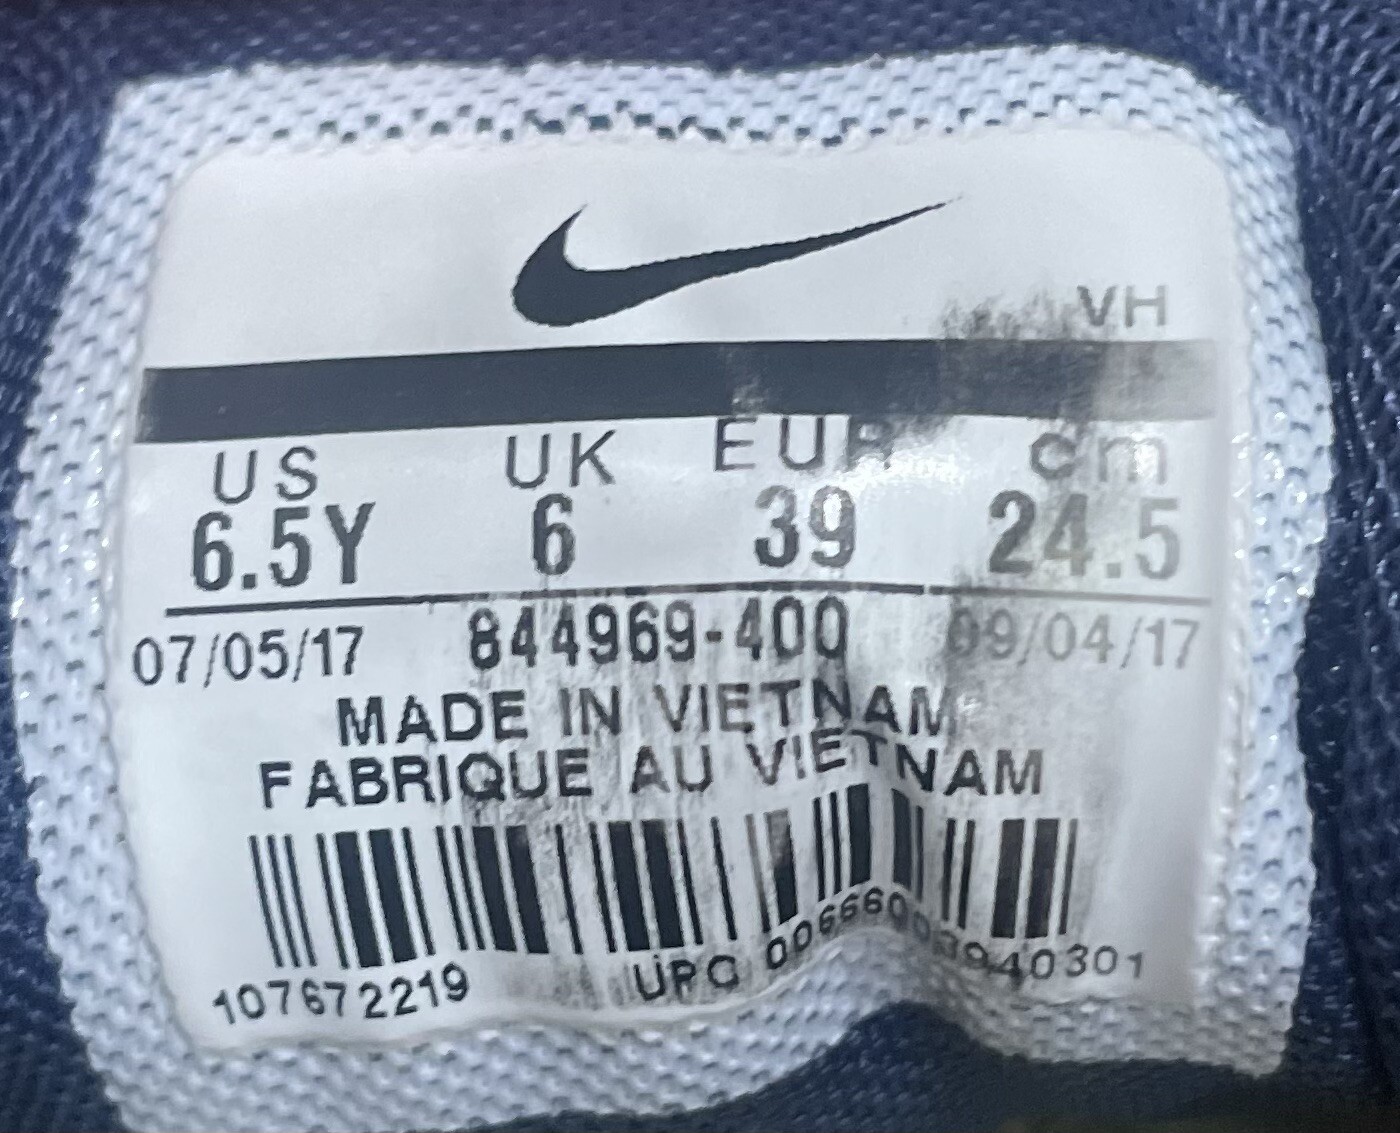 VH
US UK EUR cm
6.5Y 6 39 24.5
07/05/17 844969-400 09/04/17
MADE IN VIETNAM
FABRIQUE AU VIETNAM
107672219 UPC